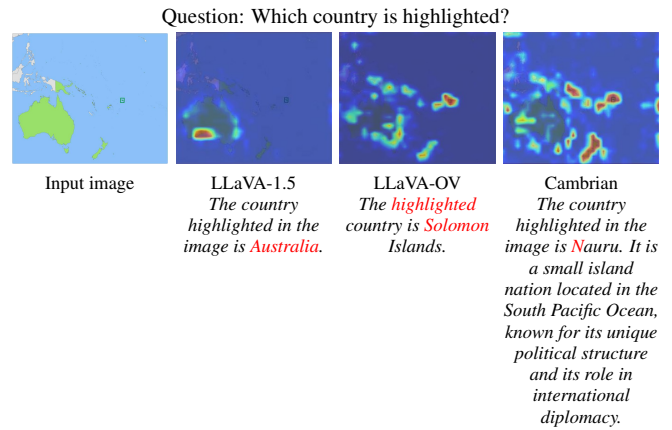 Question: Which country is highlighted?
Input image
LLaVA-1.5
The country
highlighted in the
image is Australia.
LLaVA-OV
The highlighted
country is Solomon
Islands.
Cambrian
The country
highlighted in the
image is Nauru. It is
a small island
nation located in the
South Pacific Ocean,
known for its unique
political structure
and its role in
international
diplomacy.